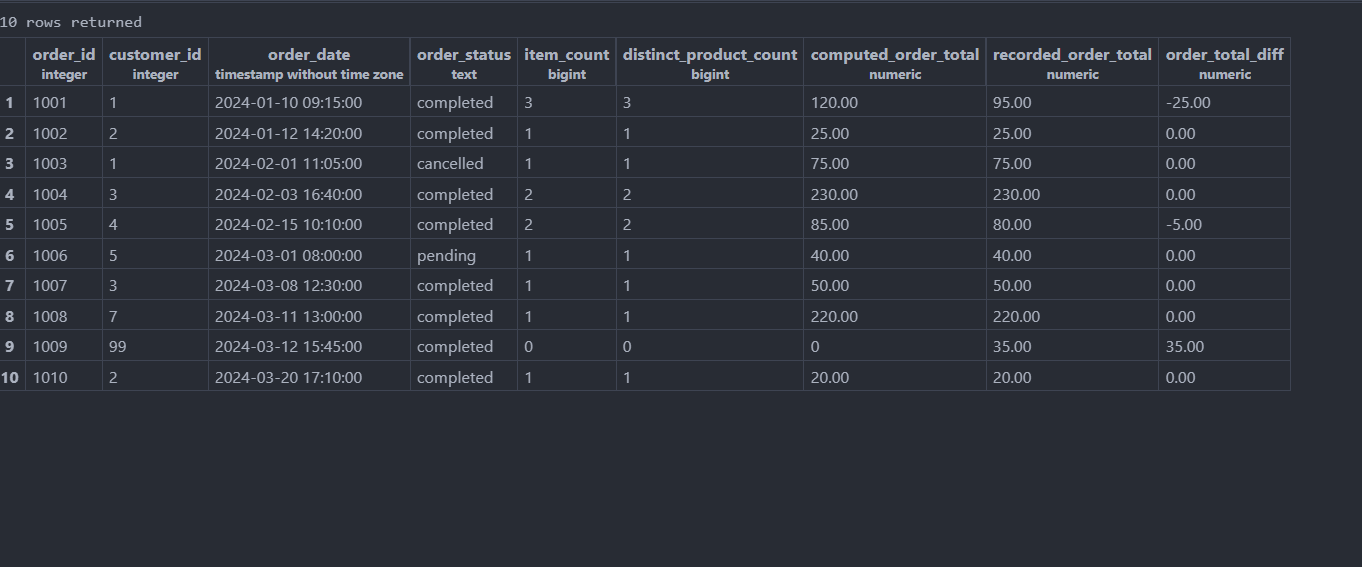 10 rows returned
order_id customer_id order_date order_status item_count distinct_product_count computed_order_total recorded_order_total order_total_diff
integer integer timestamp without time zone text bigint bigint numeric numeric numeric
1 1001 1 2024-01-10 09:15:00 completed 3 3 120.00 95.00 -25.00
2 1002 2 2024-01-12 14:20:00 completed 1 1 25.00 25.00 0.00
3 1003 1 2024-02-01 11:05:00 cancelled 1 1 75.00 75.00 0.00
4 1004 3 2024-02-03 16:40:00 completed 2 2 230.00 230.00 0.00
5 1005 4 2024-02-15 10:10:00 completed 2 2 85.00 80.00 -5.00
6 1006 5 2024-03-01 08:00:00 pending 1 1 40.00 40.00 0.00
7 1007 3 2024-03-08 12:30:00 completed 1 1 50.00 50.00 0.00
8 1008 7 2024-03-11 13:00:00 completed 1 1 220.00 220.00 0.00
9 1009 99 2024-03-12 15:45:00 completed 0 0 0 35.00 35.00
10 1010 2 2024-03-20 17:10:00 completed 1 1 20.00 20.00 0.00